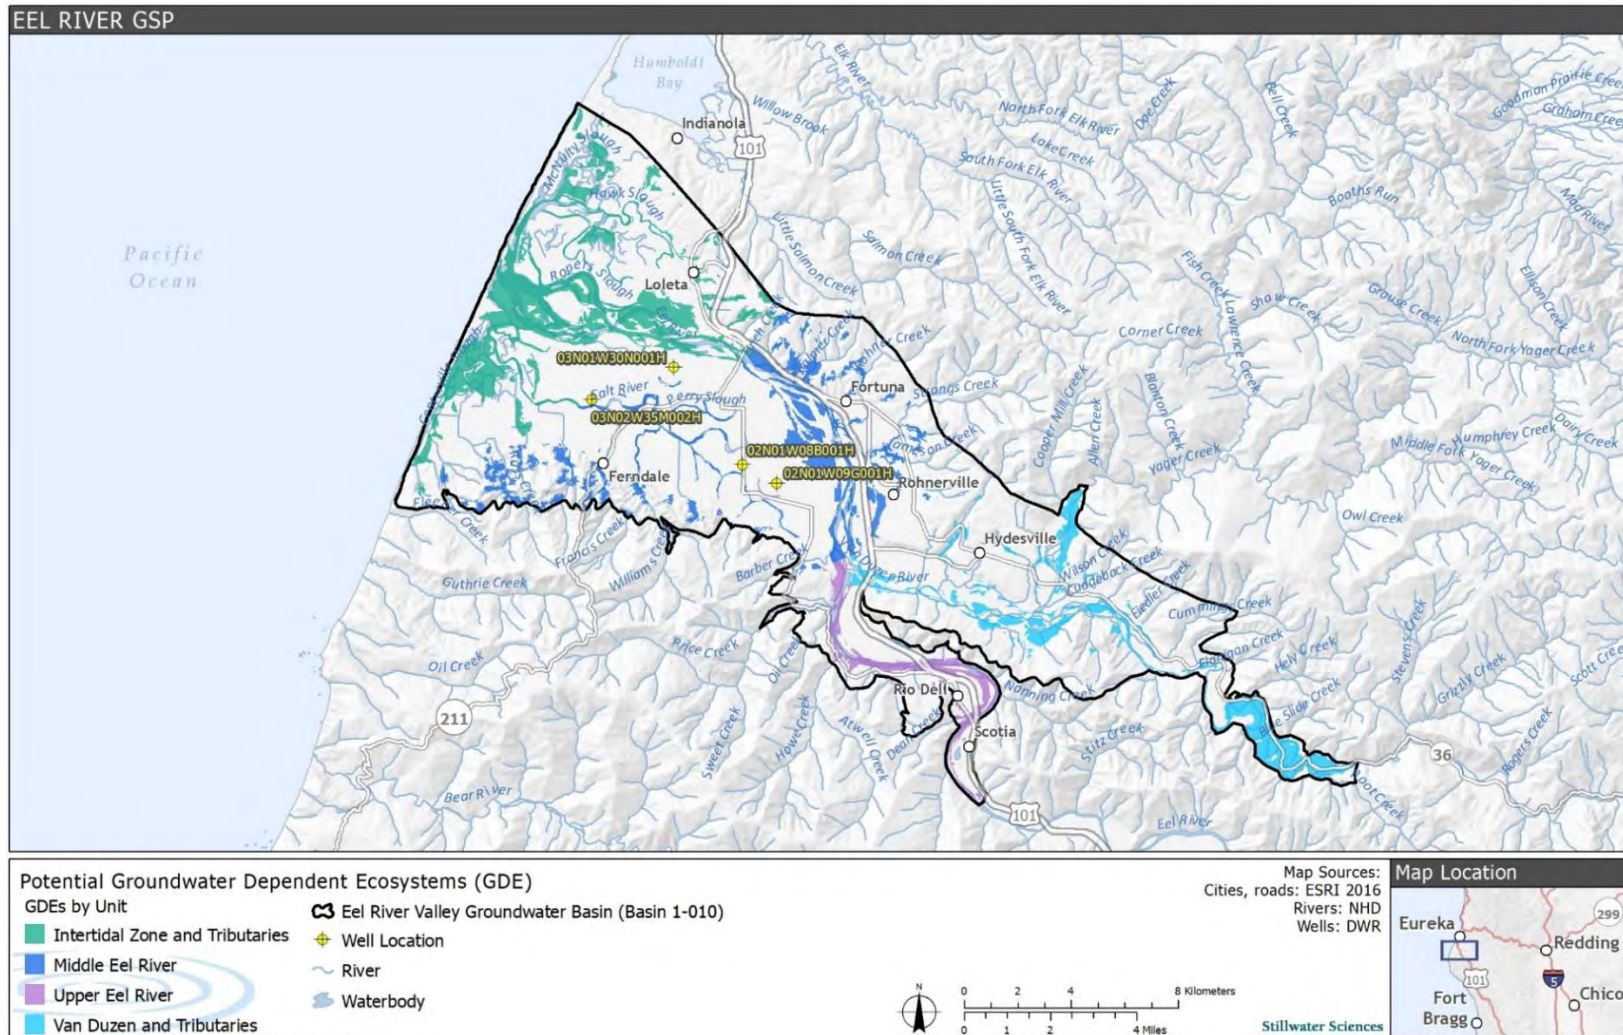 EEL RIVER GSP
Humboldt
Bay
Elk River
Willow Brook
North Fork Elk River
Doe Creek
Bell Creek
Goodman Prairie Creek
Graham Creek
Indianola
101
Lake Creek
South Fork Elk River
McNulty Slough
Hawk Slough
Little South Fork Elk River
Booths Run
Mad River
Pacific
Ocean
Little Salmon Creek
Salmon Creek
Ropers Slough
Loleta
Fish Creek
Lawrence Creek
Shaw Creek
Grouse Creek
Ellison Creek
Corner Creek
North Fork Yager Creek
Eel River
03N01W30N001H
Salt River
Perry Slough
03N02W35M002H
Fortuna
Strongs Creek
Cooper Mill Creek
Allen Creek
Blanton Creek
Yager Creek
Middle Fork Yager Creek
Humphrey Creek
Dairy Creek
02N01W08B001H
02N01W09G001H
Ferndale
Rohnerville
Owl Creek
Creek
Francis Creek
Williams Creek
Barber Creek
Hydesville
Wilson Creek
Cuddeback Creek
Fiedler Creek
Cummings Creek
Guthrie Creek
Price Creek
Oil Creek
Oil Creek
Fiannigan Creek
Hely Creek
Stevens Creek
Grizzly Creek
Scott Creek
Rio Dell
Nanning Creek
211
Sweet Creek
Howe Creek
Atwell Creek
Dean Creek
Scotia
Stitz Creek
Blue Slide Creek
36
Rogers Creek
Root Creek
Bear River
101
Eel River
Potential Groundwater Dependent Ecosystems (GDE)
GDEs by Unit
Intertidal Zone and Tributaries
Middle Eel River
Upper Eel River
Van Duzen and Tributaries
Eel River Valley Groundwater Basin (Basin 1-010)
Well Location
River
Waterbody
N
0 2 4 8 Kilometers
0 1 2 4 Miles
Map Sources:
Cities, roads: ESRI 2016
Rivers: NHD
Wells: DWR
Stillwater Sciences
Map Location
299
Eureka
Redding
101
5
Fort
Bragg
Chico